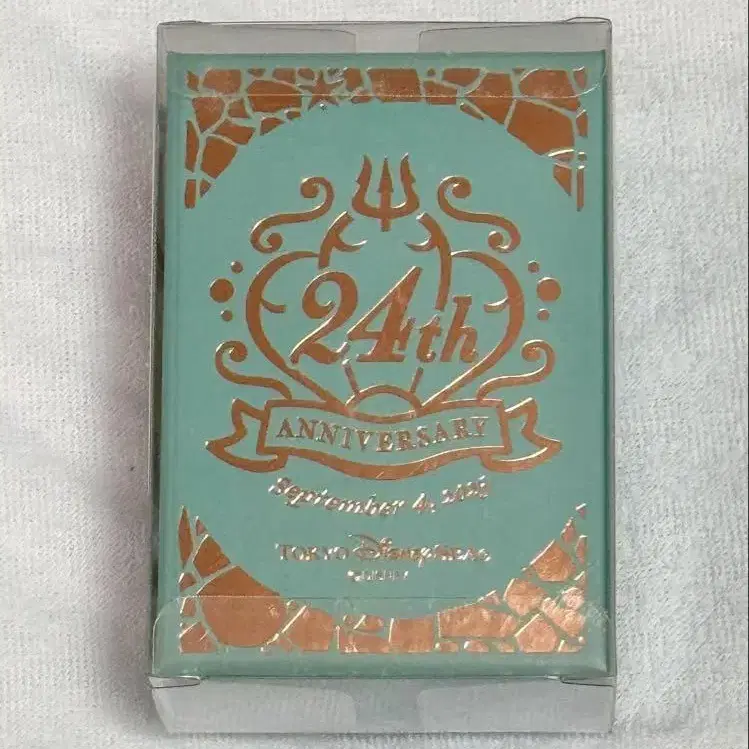 24th
ANNIVERSARY
September 4, 2025
TOKYO DisneySEA